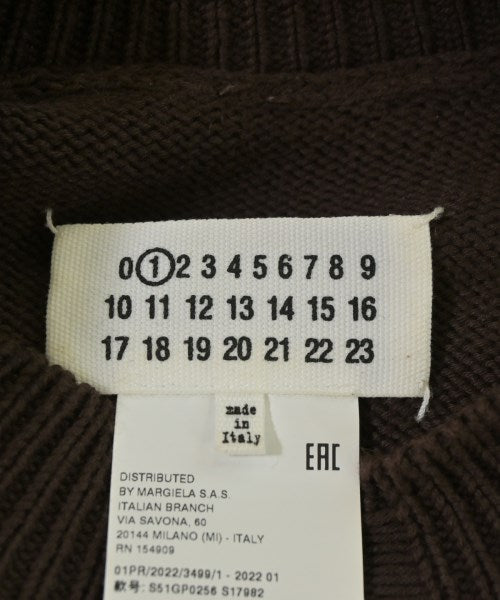 0 1 2 3 4 5 6 7 8 9
10 11 12 13 14 15 16
17 18 19 20 21 22 23
made
in
Italy
EAC
DISTRIBUTED
BY MARGIELA S.A.S.
ITALIAN BRANCH
VIA SAVONA, 60
20144 MILANO (MI) - ITALY
RN 154909
01PR/2022/3499/1 - 2022 01
款号: S51GP0256 S17982